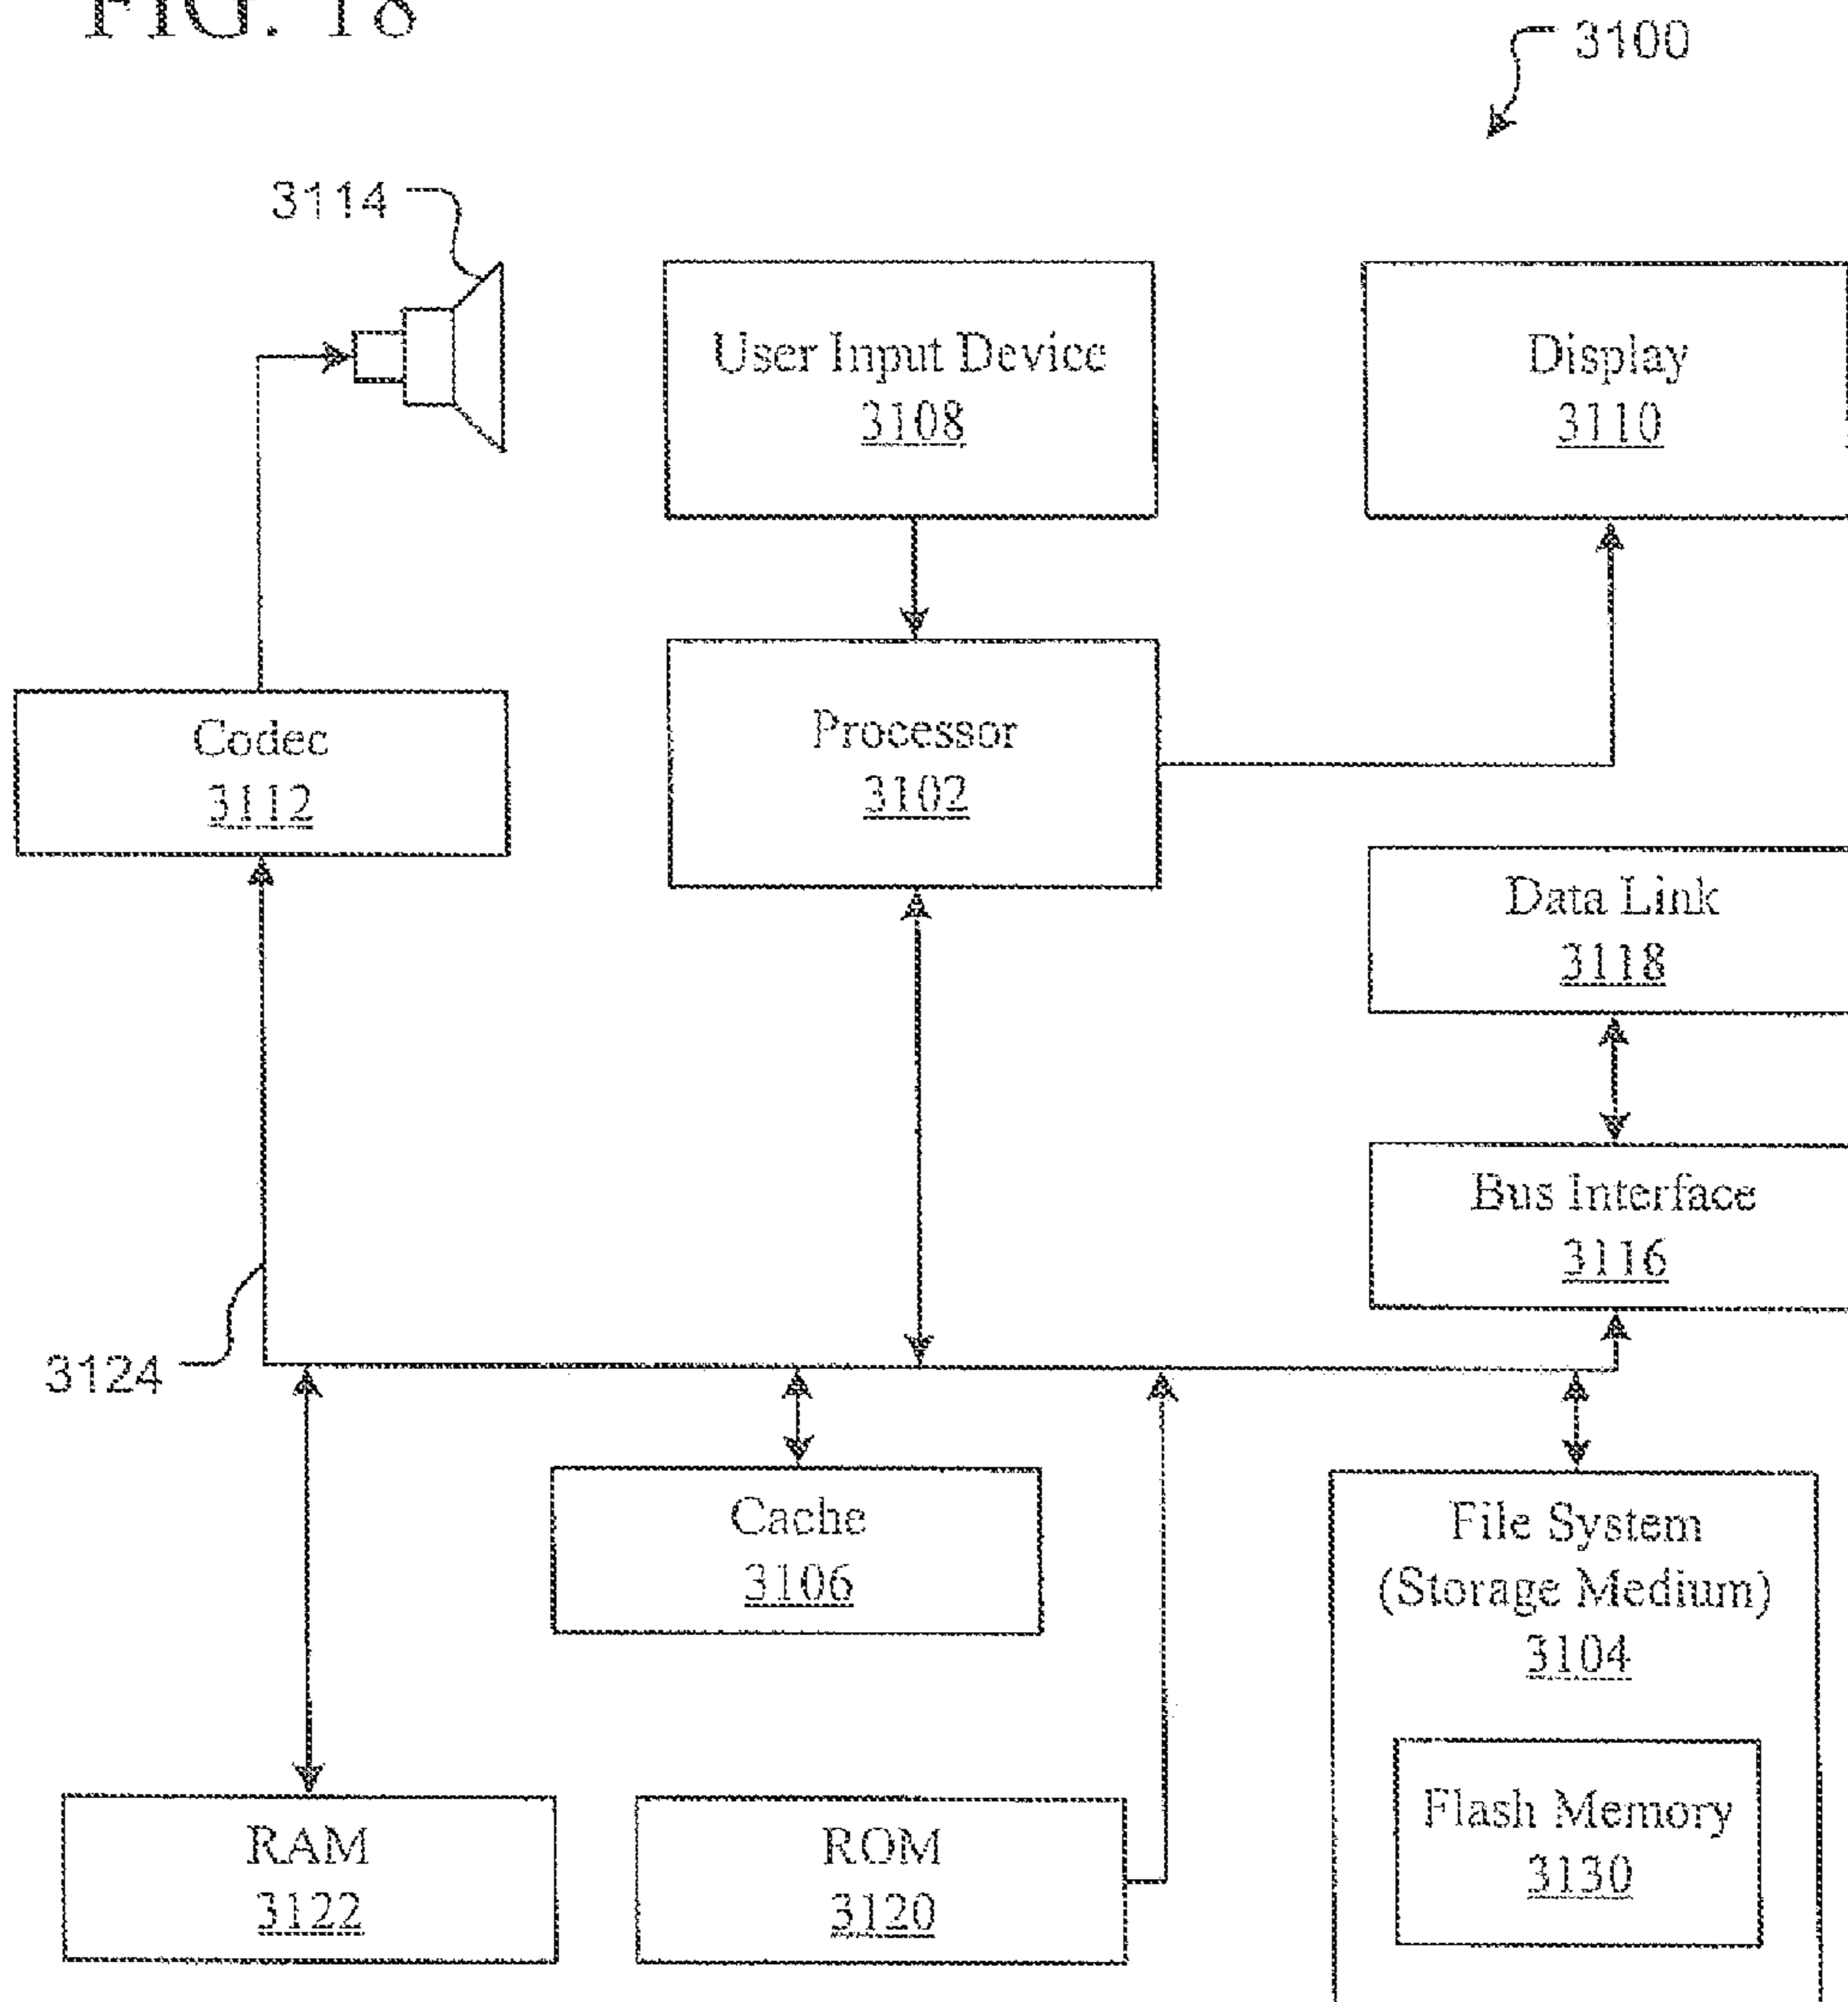 FIG. 18
3100
3114
User Input Device
3108
Display
3110
Codec
3112
Processor
3102
Data Link
3118
Bus Interface
3116
3124
Cache
3106
File System
(Storage Medium)
3104
Flash Memory
3130
RAM
3122
ROM
3120